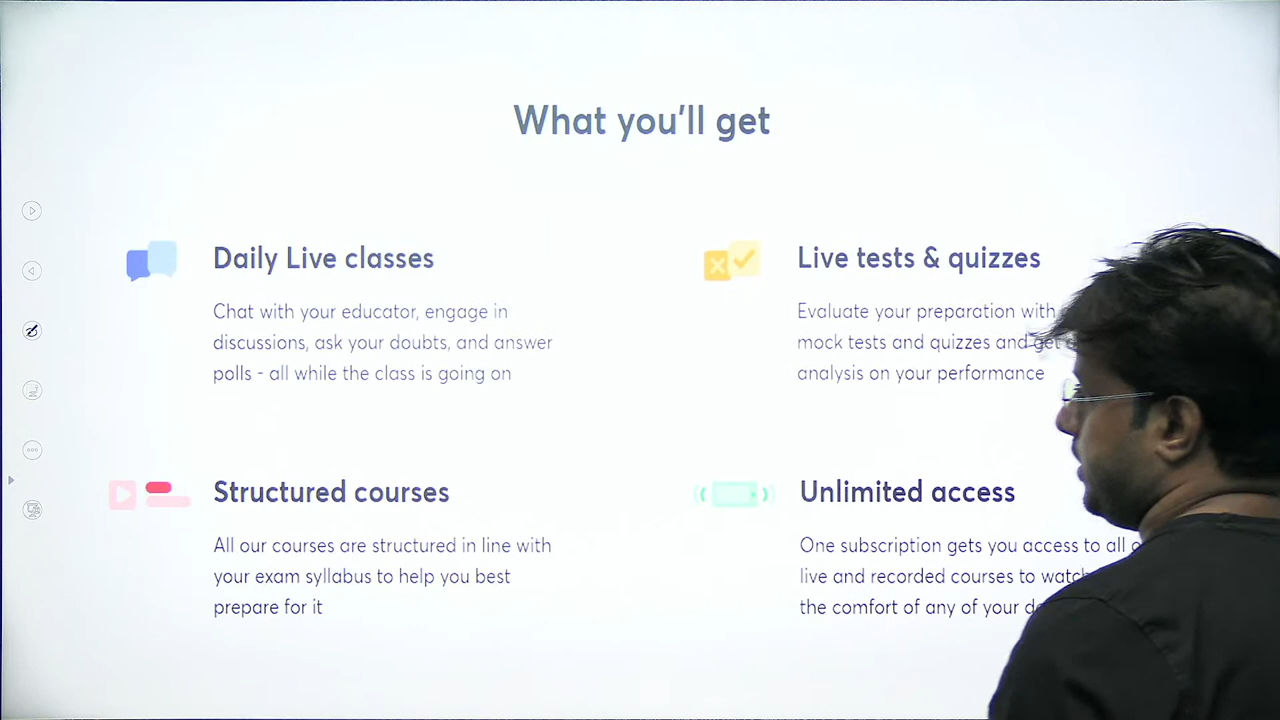 What you'll get
Daily Live classes
Chat with your educator, engage in
discussions, ask your doubts, and answer
polls - all while the class is going on
Live tests & quizzes
Evaluate your preparation with
mock tests and quizzes and get
analysis on your performance
Structured courses
All our courses are structured in line with
your exam syllabus to help you best
prepare for it
Unlimited access
One subscription gets you access to all
live and recorded courses to watch
the comfort of any of your